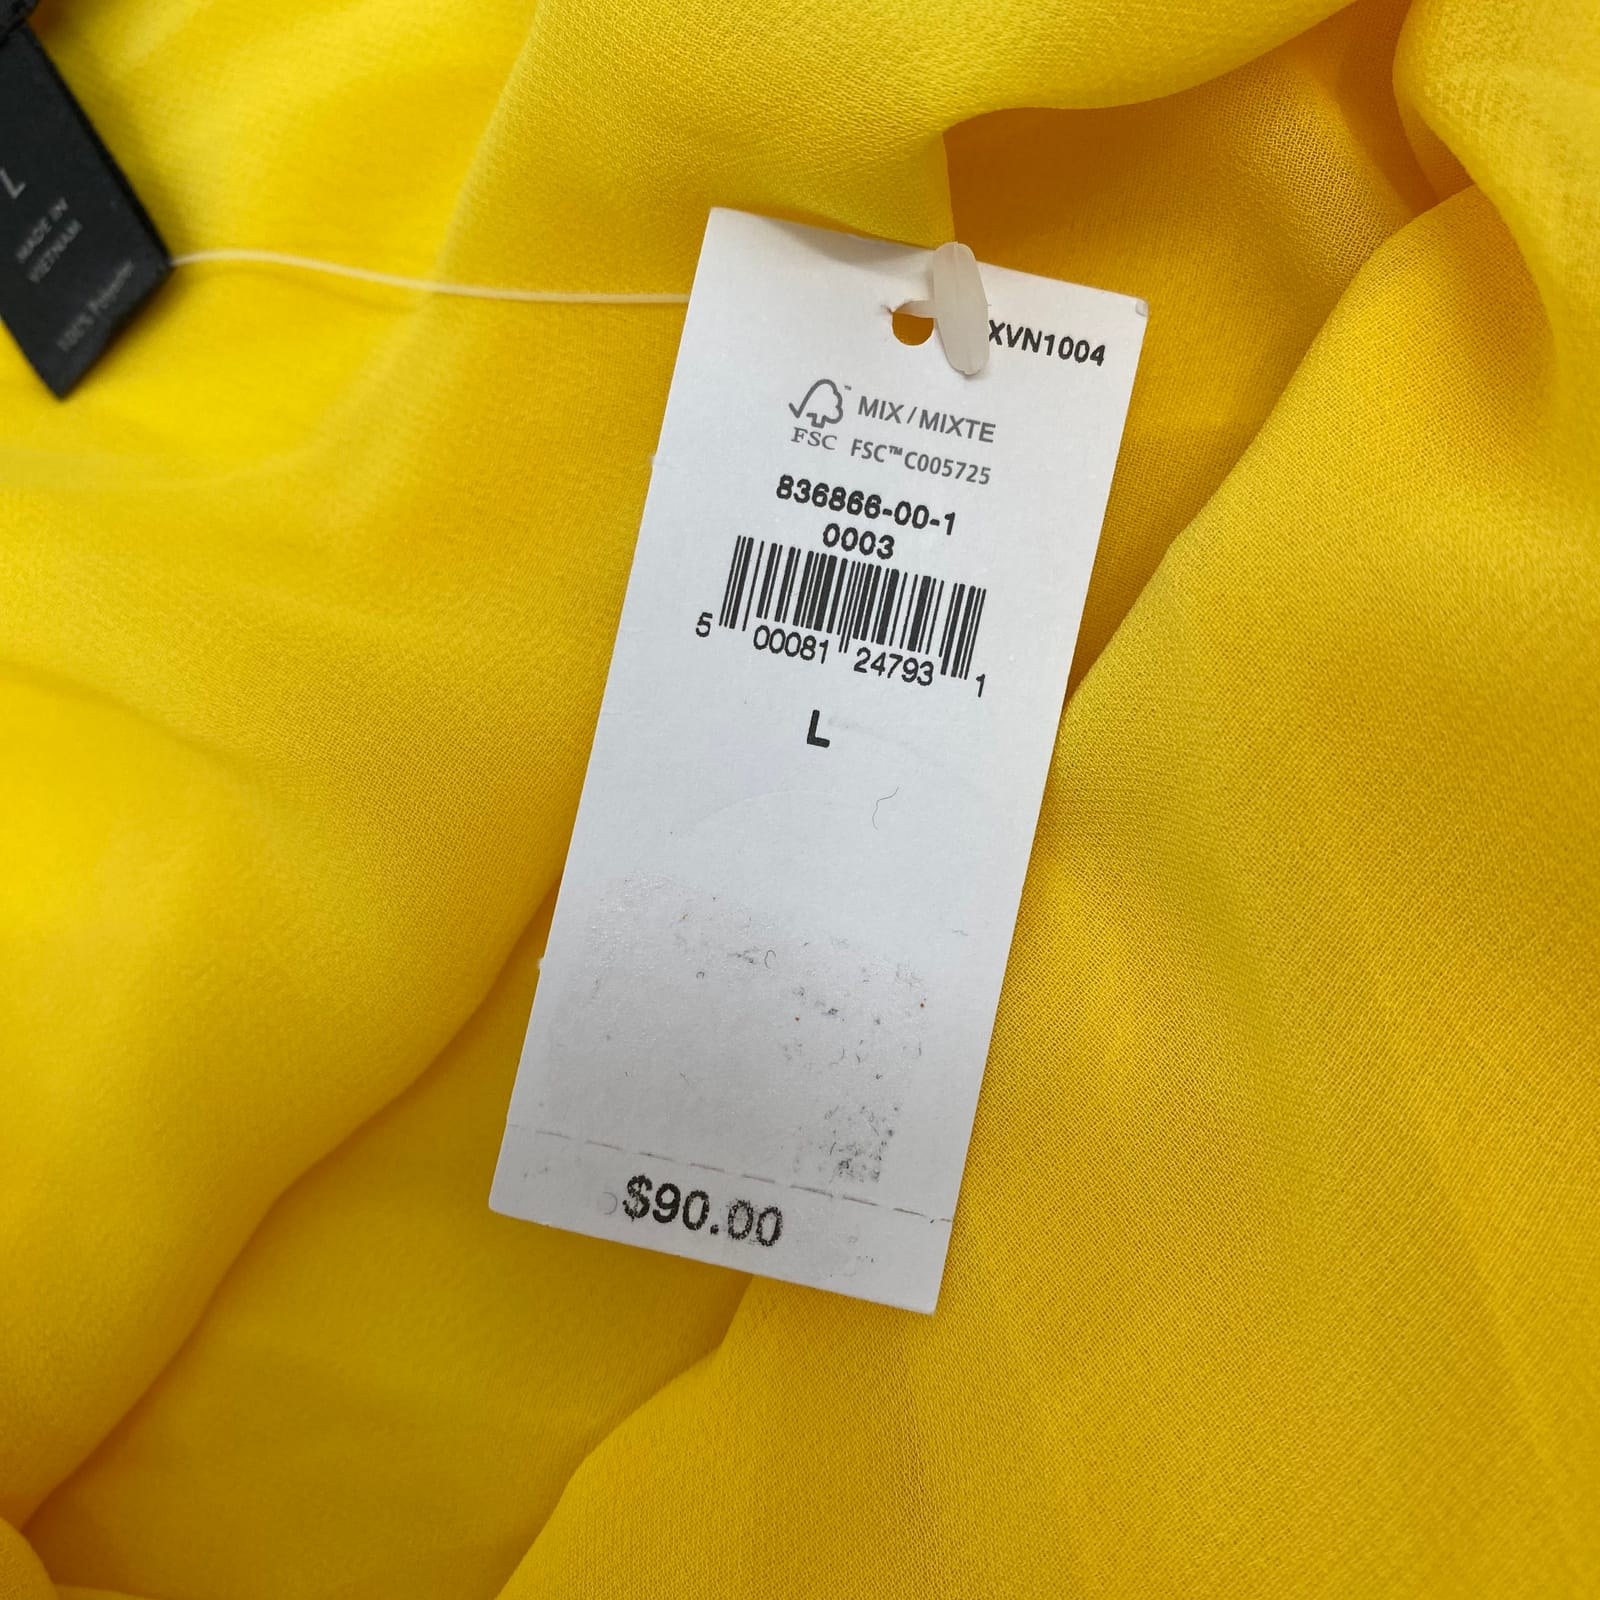 L
MADE IN
VIETNAM
100% Polyester
XVN1004
MIX / MIXTE
FSC FSC™ C005725
836866-00-1
0003
5 00081 24793 1
L
$90.00